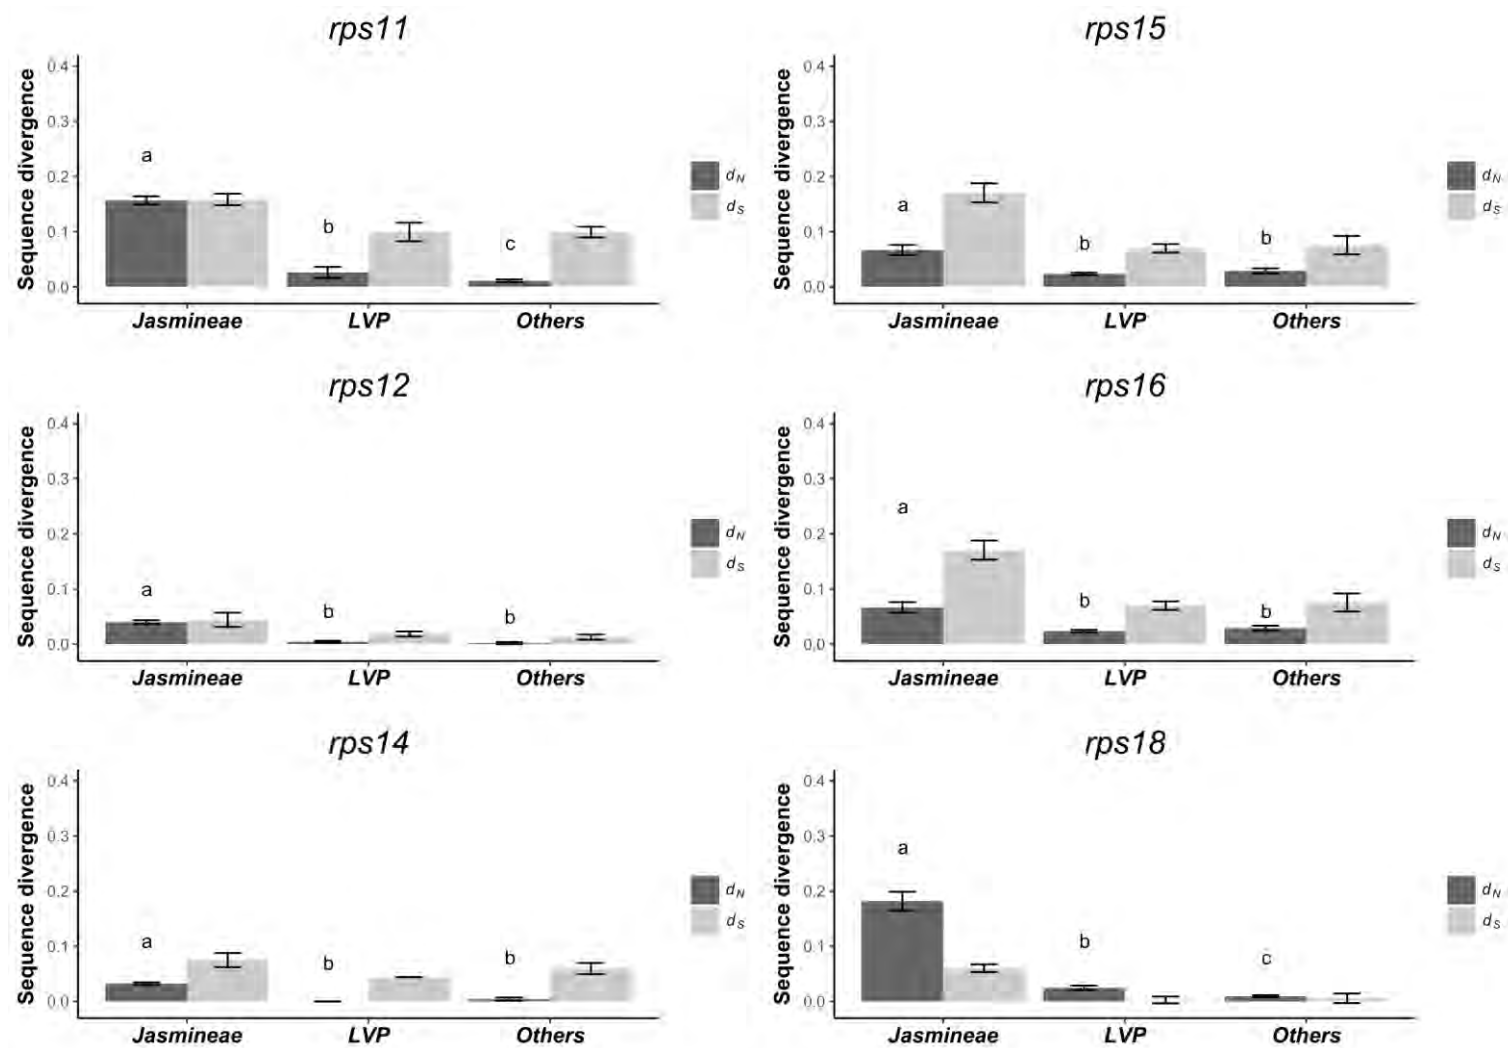 rps11
Sequence divergence
0.4
0.3
0.2
0.1
0.0
a
b
c
Jasmineae LVP Others
dN
dS
rps15
Sequence divergence
0.4
0.3
0.2
0.1
0.0
a
b
b
Jasmineae LVP Others
dN
dS
rps12
Sequence divergence
0.4
0.3
0.2
0.1
0.0
a
b
b
Jasmineae LVP Others
dN
dS
rps16
Sequence divergence
0.4
0.3
0.2
0.1
0.0
a
b
b
Jasmineae LVP Others
dN
dS
rps14
Sequence divergence
0.4
0.3
0.2
0.1
0.0
a
b
b
Jasmineae LVP Others
dN
dS
rps18
Sequence divergence
0.4
0.3
0.2
0.1
0.0
a
b
c
Jasmineae LVP Others
dN
dS